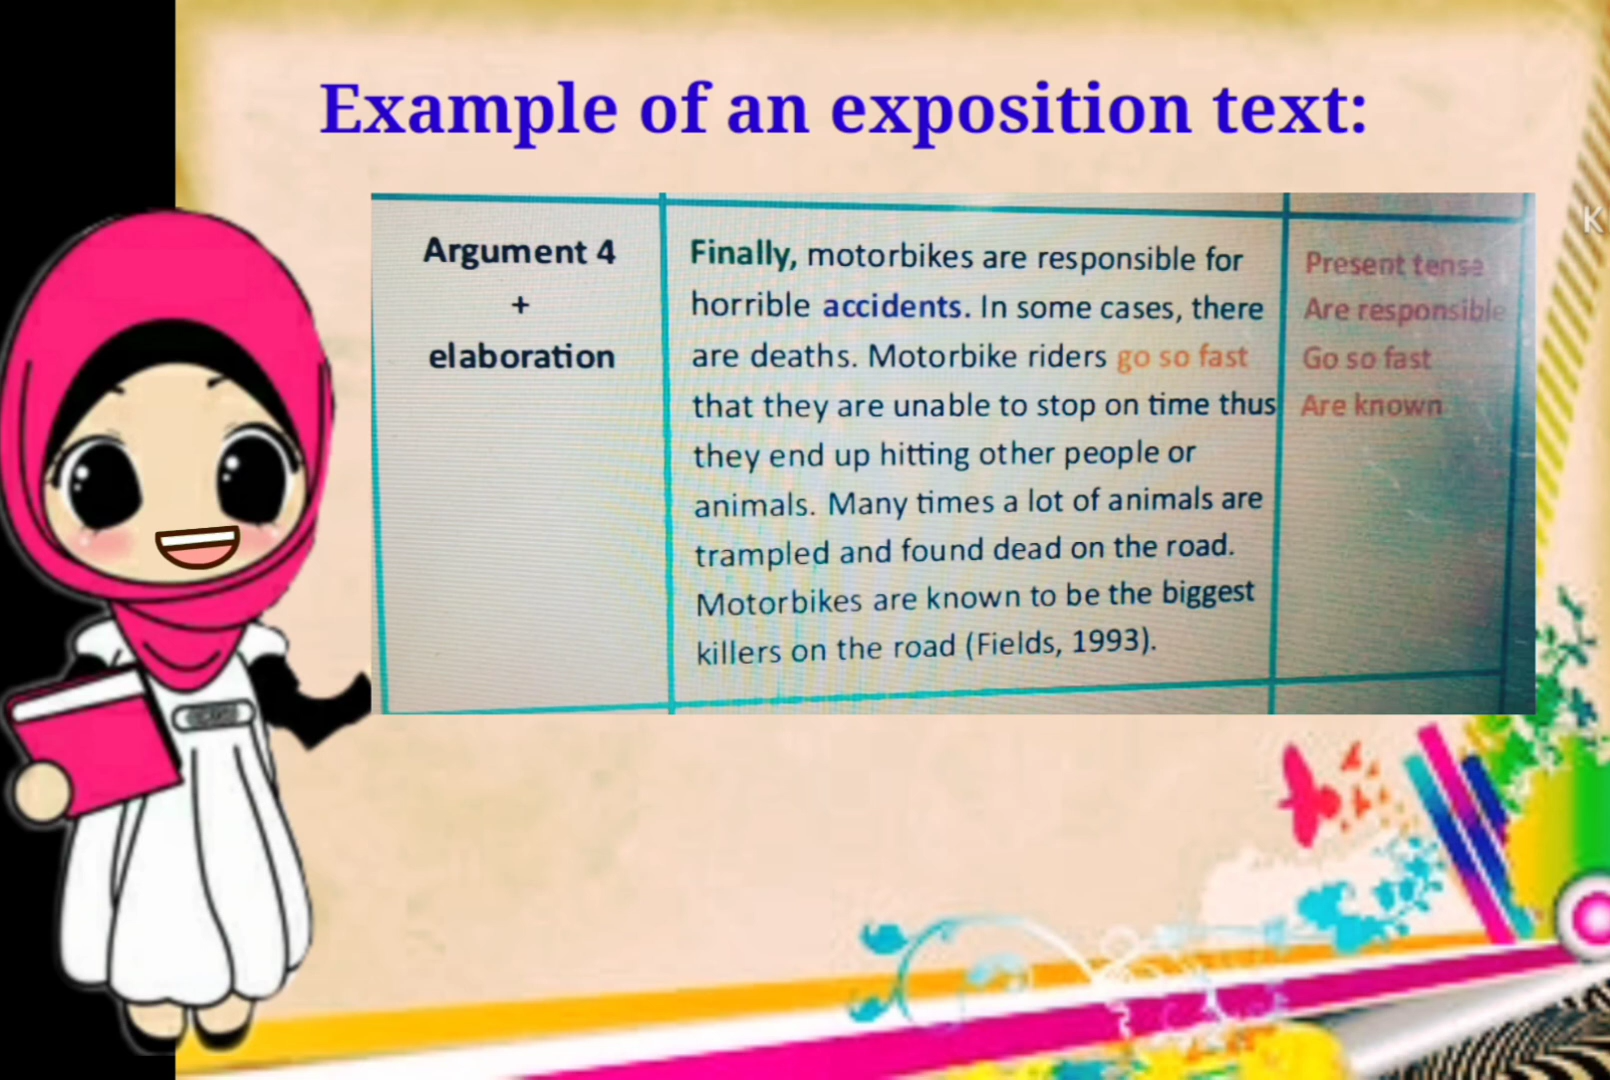 Example of an exposition text:
K
Argument 4
+
elaboration
Finally, motorbikes are responsible for
horrible accidents. In some cases, there
are deaths. Motorbike riders go so fast
that they are unable to stop on time thus
they end up hitting other people or
animals. Many times a lot of animals are
trampled and found dead on the road.
Motorbikes are known to be the biggest
killers on the road (Fields, 1993).
Present tense
Are responsible
Go so fast
Are known